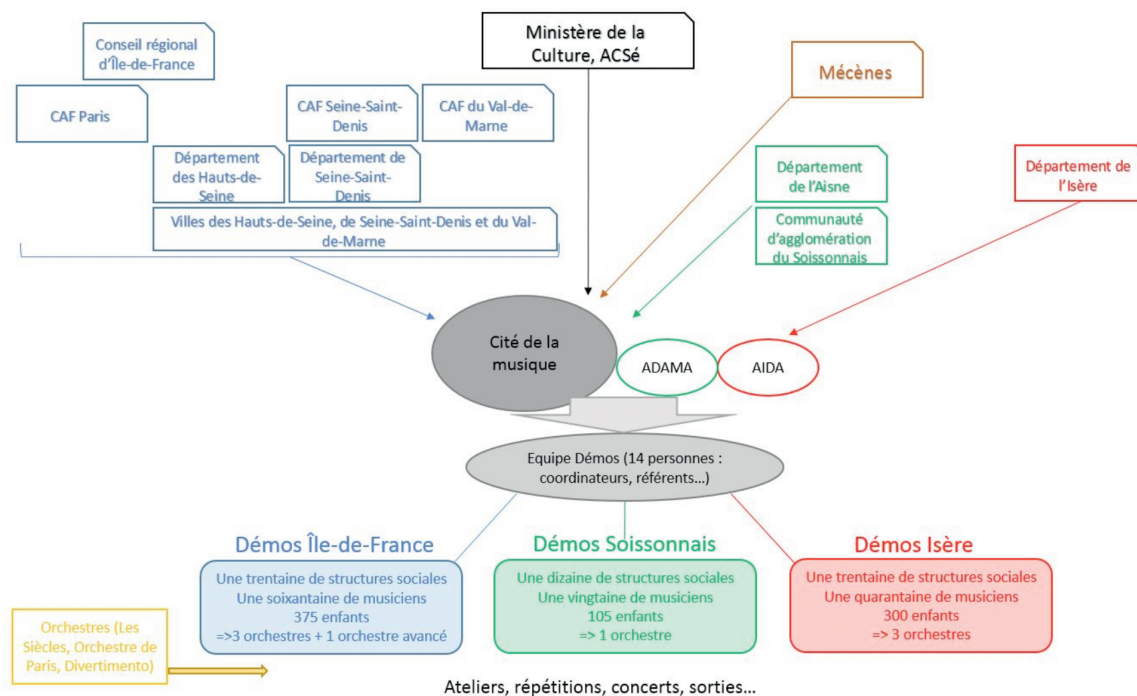 Conseil régional
d'Île-de-France
Ministère de la
Culture, ACSé
Mécènes
CAF Paris
CAF Seine-Saint-
Denis
CAF du Val-de-
Marne
Département
des Hauts-de-
Seine
Département de
Seine-Saint-
Denis
Villes des Hauts-de-Seine, de Seine-Saint-Denis et du Val-
de-Marne
Département
de l'Aisne
Communauté
d'agglomération
du Soissonnais
Département de
l'Isère
Cité de la
musique
ADAMA
AIDA
Equipe Démos (14 personnes :
coordinateurs, référents…)
Démos Île-de-France
Une trentaine de structures sociales
Une soixantaine de musiciens
375 enfants
=>3 orchestres + 1 orchestre avancé
Démos Soissonnais
Une dizaine de structures sociales
Une vingtaine de musiciens
105 enfants
=> 1 orchestre
Démos Isère
Une trentaine de structures sociales
Une quarantaine de musiciens
300 enfants
=> 3 orchestres
Orchestres (Les
Siècles, Orchestre de
Paris, Divertimento)
Ateliers, répétitions, concerts, sorties…